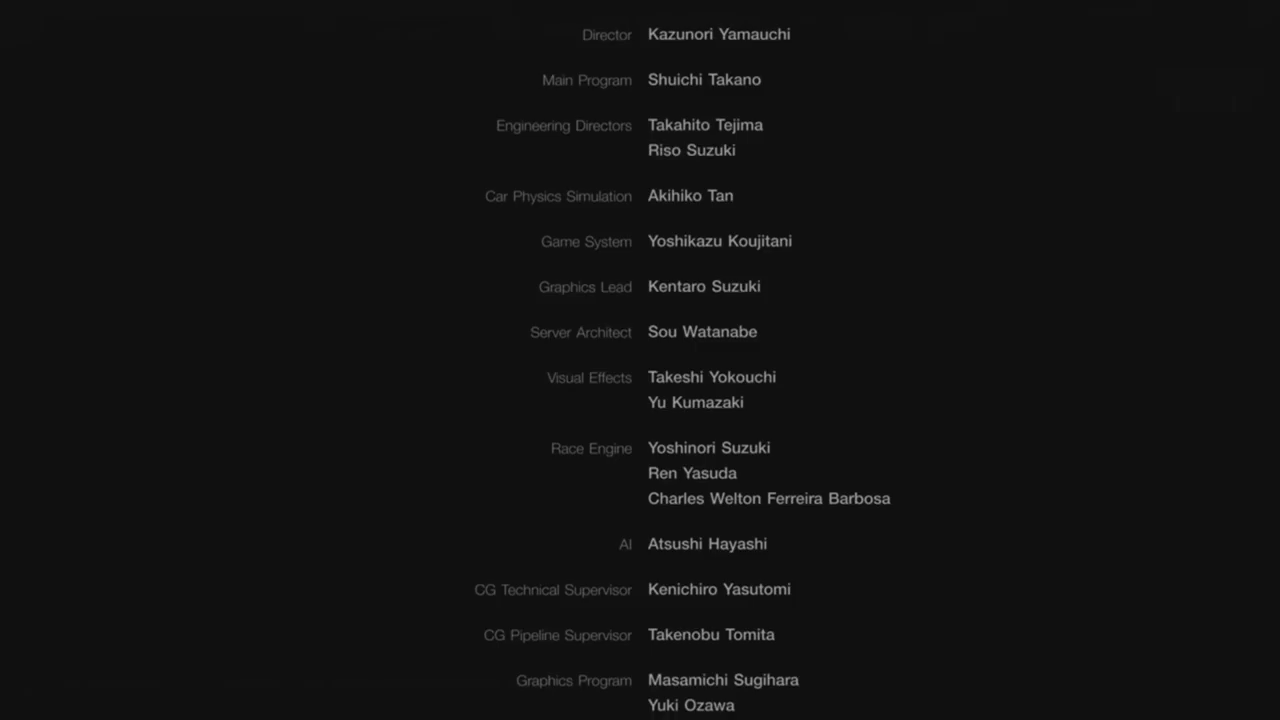 Director Kazunori Yamauchi
Main Program Shuichi Takano
Engineering Directors Takahito Tejima
Riso Suzuki
Car Physics Simulation Akihiko Tan
Game System Yoshikazu Koujitani
Graphics Lead Kentaro Suzuki
Server Architect Sou Watanabe
Visual Effects Takeshi Yokouchi
Yu Kumazaki
Race Engine Yoshinori Suzuki
Ren Yasuda
Charles Welton Ferreira Barbosa
AI Atsushi Hayashi
CG Technical Supervisor Kenichiro Yasutomi
CG Pipeline Supervisor Takenobu Tomita
Graphics Program Masamichi Sugihara
Yuki Ozawa